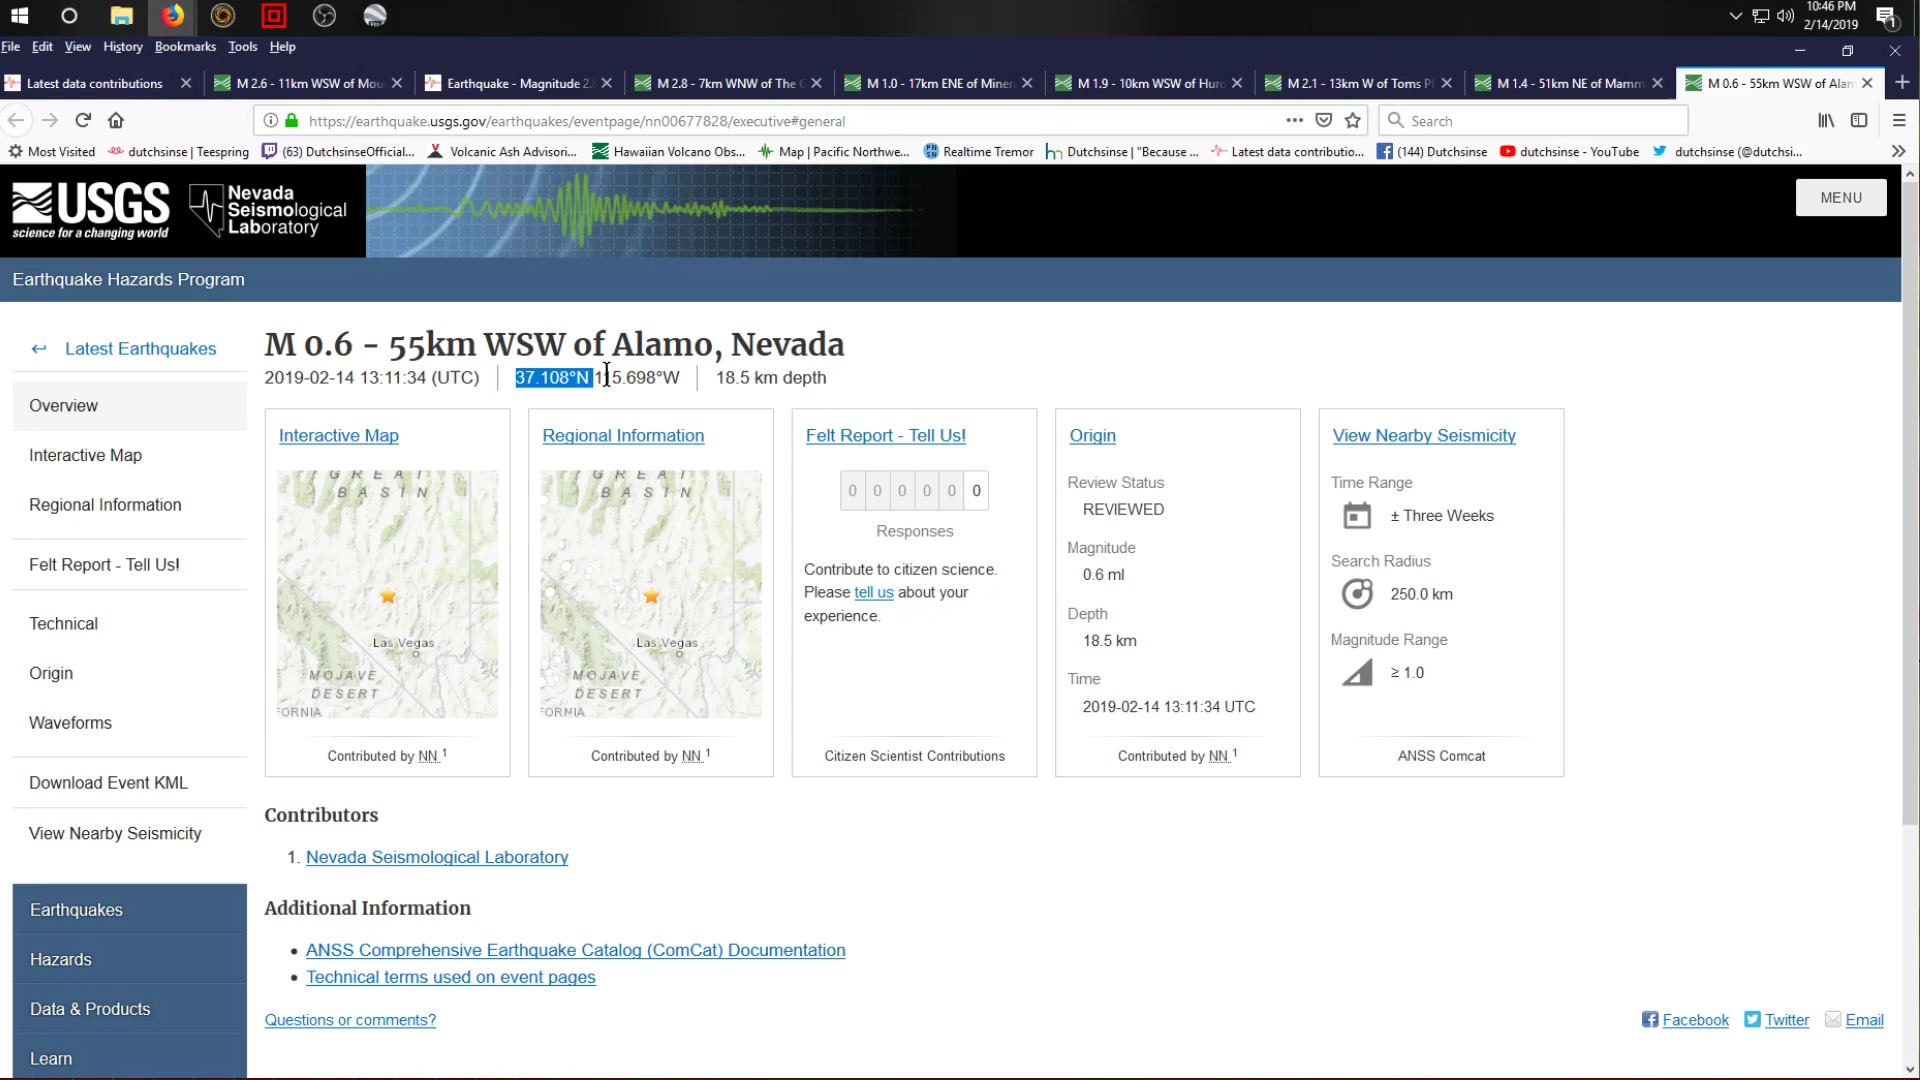 10:46 PM
2/14/2019
1
File Edit View History Bookmarks Tools Help
Latest data contributions
M 2.6 - 11km WSW of Mou
Earthquake - Magnitude 2.
M 2.8 - 7km WNW of The
M 1.0 - 17km ENE of Miner
M 1.9 - 10km WSW of Hur
M 2.1 - 13km W of Toms Pl
M 1.4 - 51km NE of Mamm
M 0.6 - 55km WSW of Alam
https://earthquake.usgs.gov/earthquakes/eventpage/nn00677828/executive#general
Search
Most Visited dutchsinse | Teespring (63) DutchsinseOfficial... Volcanic Ash Advisori... Hawaiian Volcano Obs... Map | Pacific Northwe... Realtime Tremor Dutchsinse | "Because ... Latest data contributio... (144) Dutchsinse dutchsinse - YouTube dutchsinse (@dutchsi...
USGS
science for a changing world
Nevada
Seismological
Laboratory
MENU
Earthquake Hazards Program
M 0.6 - 55km WSW of Alamo, Nevada
2019-02-14 13:11:34 (UTC) 37.108°N 115.698°W 18.5 km depth
Latest Earthquakes
Overview
Interactive Map
Regional Information
Felt Report - Tell Us!
Technical
Origin
Waveforms
Download Event KML
View Nearby Seismicity
Earthquakes
Hazards
Data & Products
Learn
Interactive Map
GREAT
BASIN
Las Vegas
MOJAVE
DESERT
FORNIA
Contributed by NN 1
Regional Information
GREAT
BASIN
Las Vegas
MOJAVE
DESERT
FORNIA
Contributed by NN 1
Felt Report - Tell Us!
0 0 0 0 0 0
Responses
Contribute to citizen science.
Please tell us about your
experience.
Citizen Scientist Contributions
Origin
Review Status
REVIEWED
Magnitude
0.6 ml
Depth
18.5 km
Time
2019-02-14 13:11:34 UTC
Contributed by NN 1
View Nearby Seismicity
Time Range
± Three Weeks
Search Radius
250.0 km
Magnitude Range
≥ 1.0
ANSS Comcat
Contributors
1. Nevada Seismological Laboratory
Additional Information
• ANSS Comprehensive Earthquake Catalog (ComCat) Documentation
• Technical terms used on event pages
Questions or comments?
Facebook Twitter Email